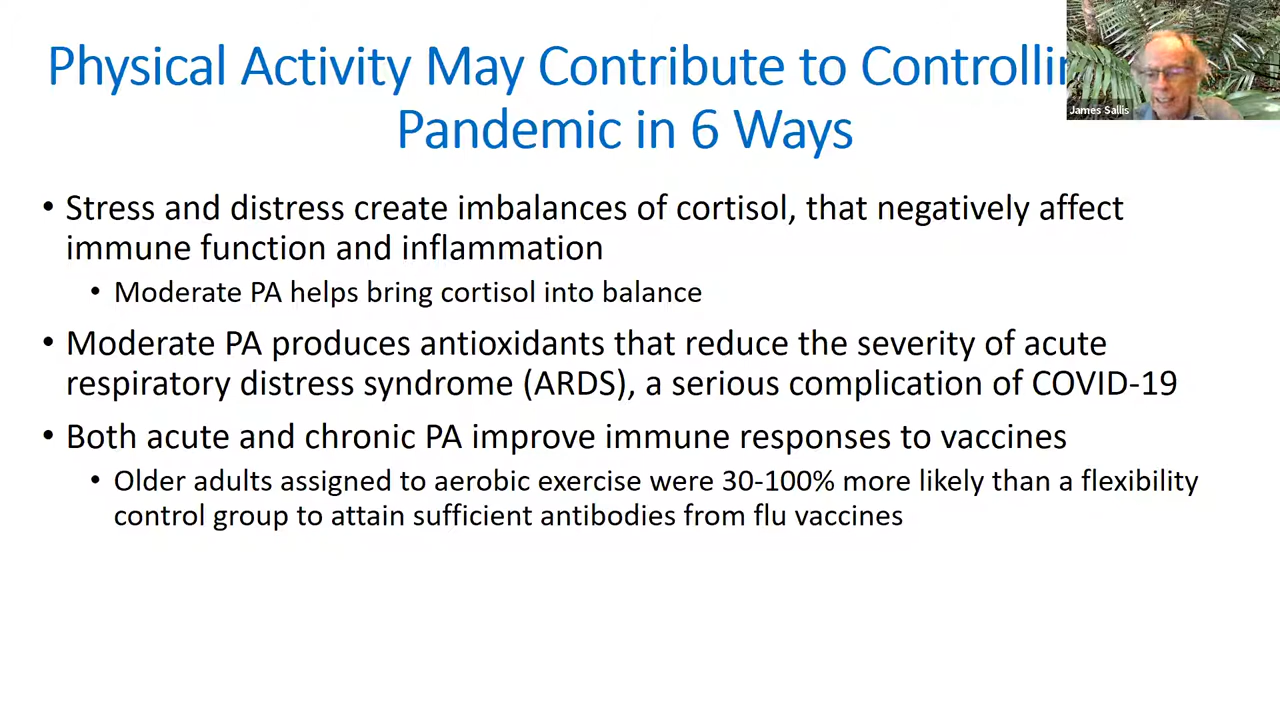 Physical Activity May Contribute to Controlli
Pandemic in 6 Ways
James Sallis
• Stress and distress create imbalances of cortisol, that negatively affect
immune function and inflammation
• Moderate PA helps bring cortisol into balance
• Moderate PA produces antioxidants that reduce the severity of acute
respiratory distress syndrome (ARDS), a serious complication of COVID-19
• Both acute and chronic PA improve immune responses to vaccines
• Older adults assigned to aerobic exercise were 30-100% more likely than a flexibility
control group to attain sufficient antibodies from flu vaccines